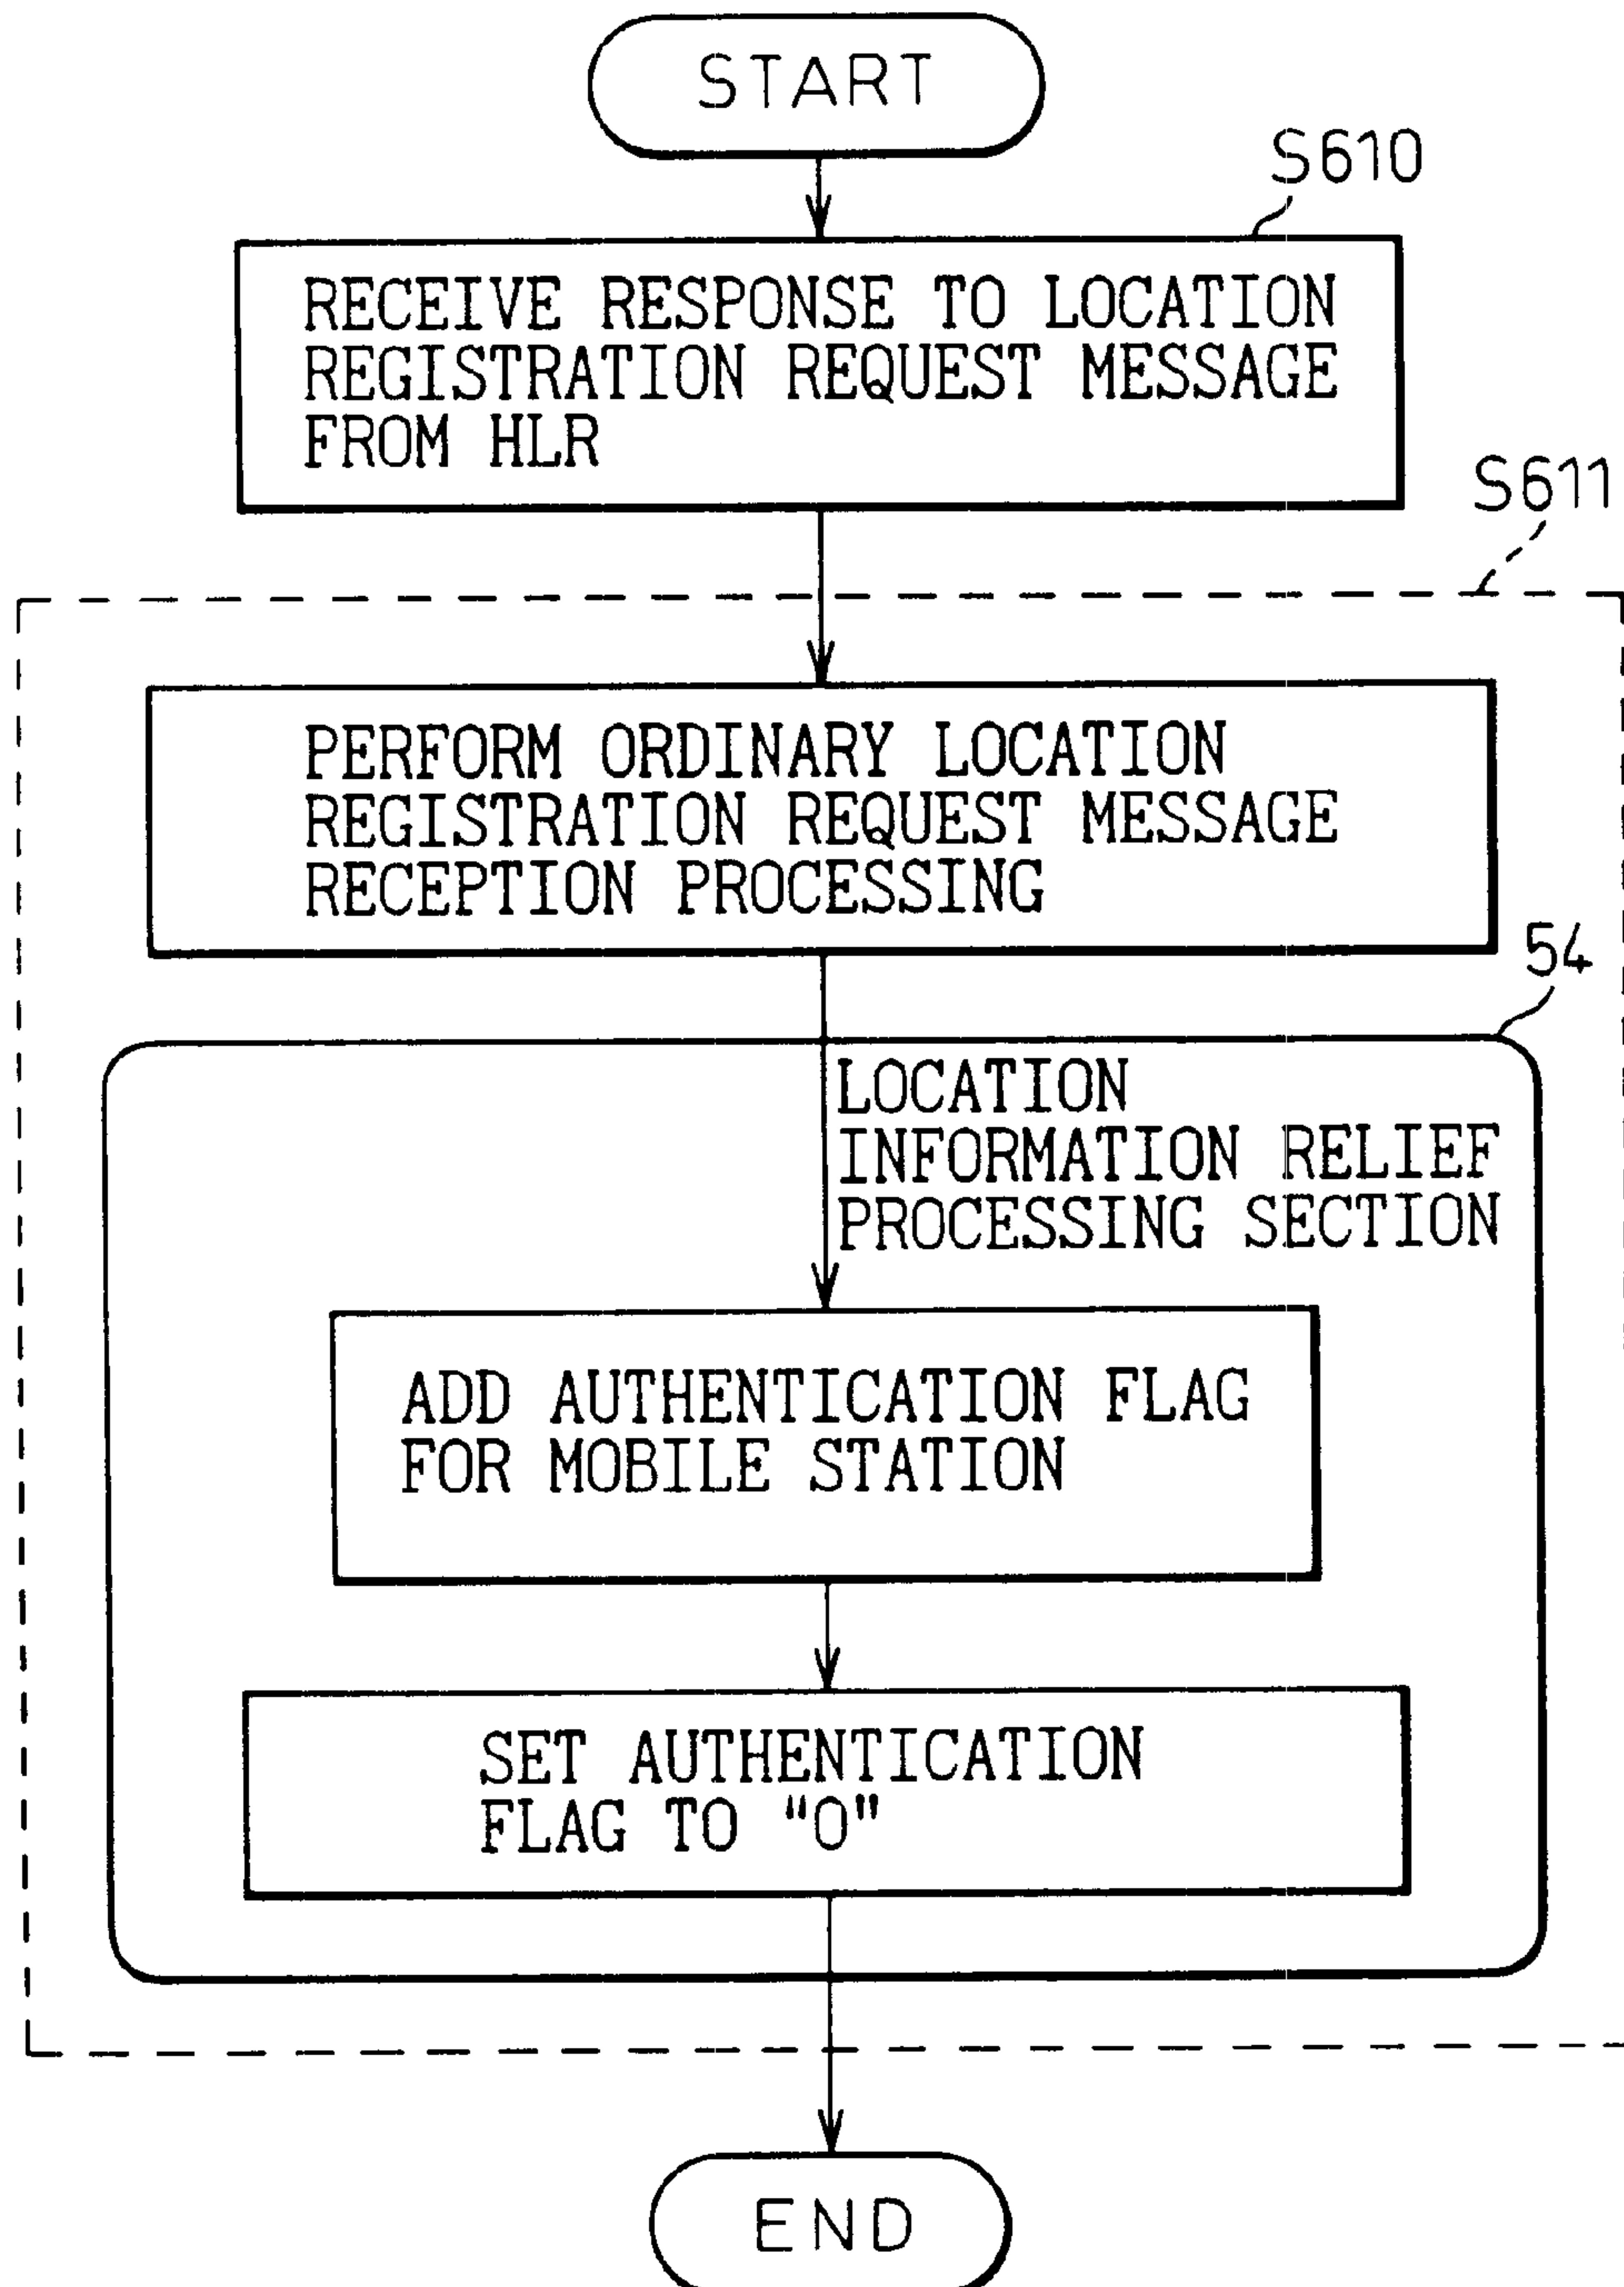 START
S610
RECEIVE RESPONSE TO LOCATION
REGISTRATION REQUEST MESSAGE
FROM HLR
S611
PERFORM ORDINARY LOCATION
REGISTRATION REQUEST MESSAGE
RECEPTION PROCESSING
54
LOCATION
INFORMATION RELIEF
PROCESSING SECTION
ADD AUTHENTICATION FLAG
FOR MOBILE STATION
SET AUTHENTICATION
FLAG TO “0”
END